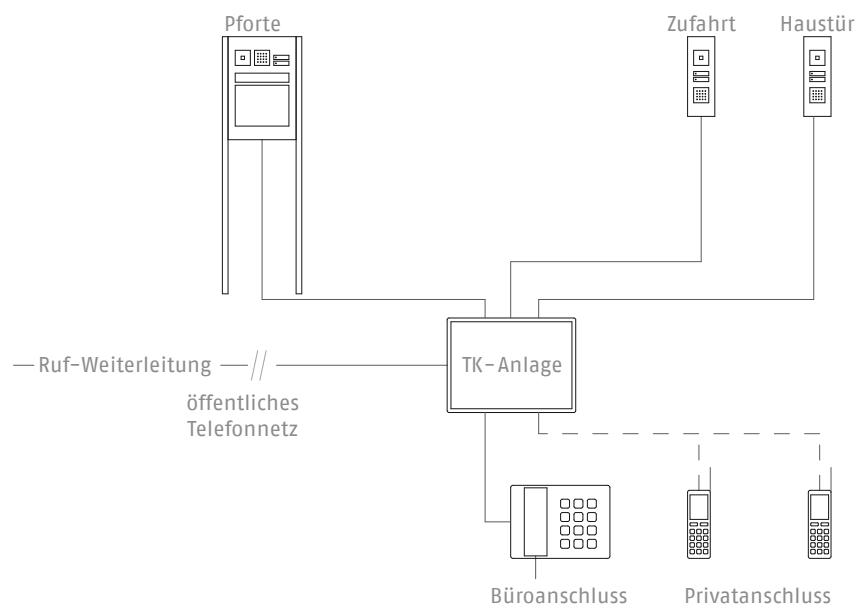 Pforte
Zufahrt
Haustür
TK-Anlage
Ruf-Weiterleitung
öffentliches
Telefonnetz
Büroanschluss
Privatanschluss